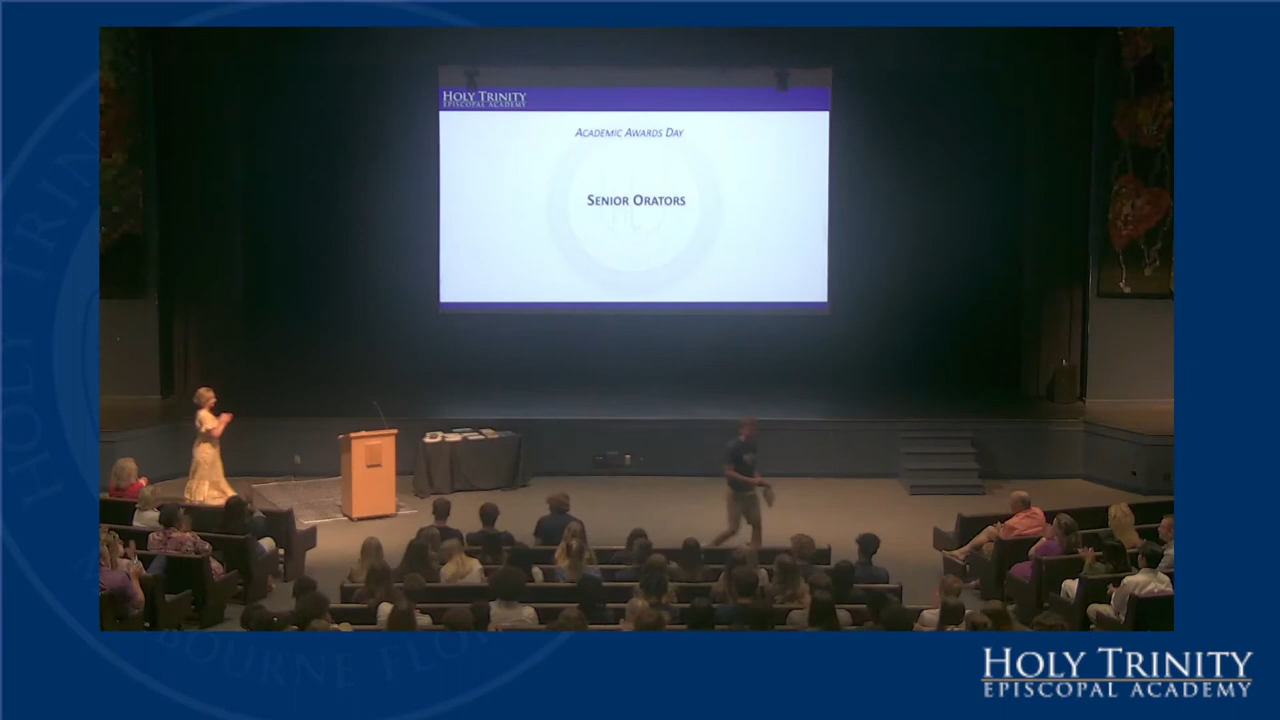 HOLY TRINITY
EPISCOPAL ACADEMY
ACADEMIC AWARDS DAY
SENIOR ORATORS
HOLY TRINITY
EPISCOPAL ACADEMY